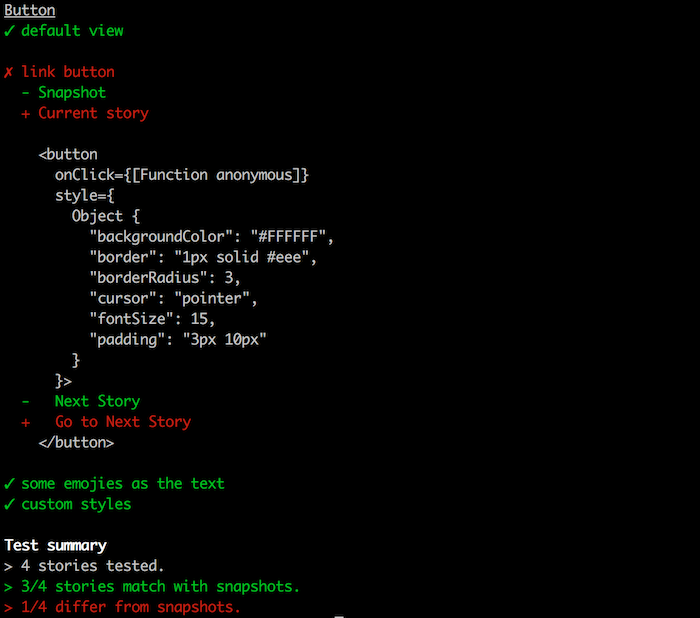 Button
✓ default view
✗ link button
- Snapshot
+ Current story
<button
onClick={[Function anonymous]}
style={
Object {
"backgroundColor": "#FFFFFF",
"border": "1px solid #eee",
"borderRadius": 3,
"cursor": "pointer",
"fontSize": 15,
"padding": "3px 10px"
}
}>
- Next Story
+ Go to Next Story
</button>
✓ some emojies as the text
✓ custom styles
Test summary
> 4 stories tested.
> 3/4 stories match with snapshots.
> 1/4 differ from snapshots.